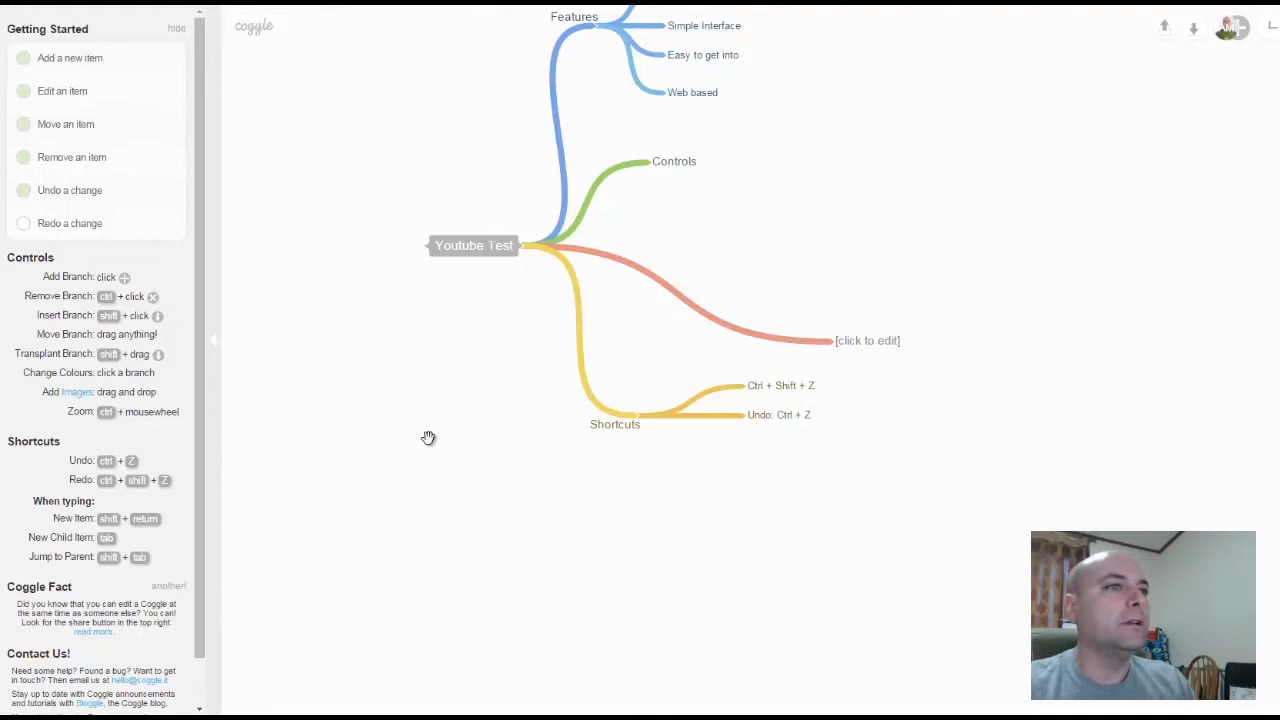 Getting Started
hide
Add a new item
Edit an item
Move an item
Remove an item
Undo a change
Redo a change
Controls
Add Branch: click
Remove Branch: ctrl + click
Insert Branch: shift + click
Move Branch: drag anything!
Transplant Branch: shift + drag
Change Colours: click a branch
Add Images: drag and drop
Zoom: ctrl + mousewheel
Shortcuts
Undo: ctrl + Z
Redo: ctrl + shift + Z
When typing:
New Item: shift + return
New Child Item: tab
Jump to Parent: shift + tab
Coggle Fact
another!
Did you know that you can edit a Coggle at
the same time as someone else? You can!
Look for the share button in the top right.
read more.
Contact Us!
Need some help? Found a bug? Want to get
in touch? Then email us at hello@coggle.it
Stay up to date with Coggle announcements
and tutorials with Bloggle, the Coggle blog.
coggle
Features
Simple Interface
Easy to get into
Web based
Controls
Youtube Test
[click to edit]
Ctrl + Shift + Z
Undo: Ctrl + Z
Shortcuts